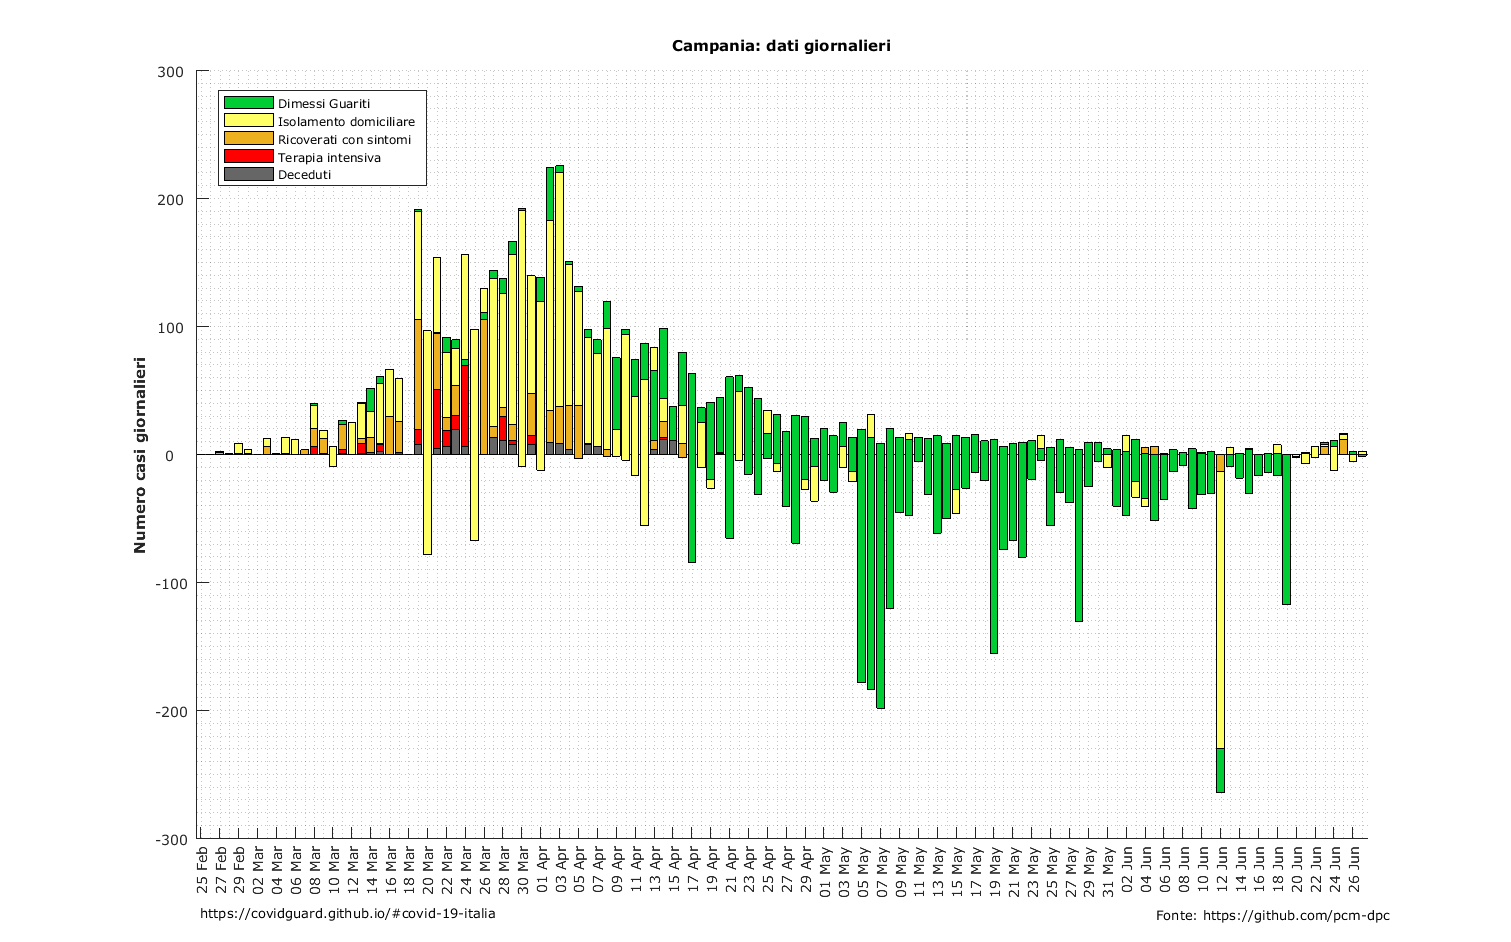 Campania: dati giornalieri
300
200
100
0
-100
-200
-300
Numero casi giornalieri
Dimessi Guariti
Isolamento domiciliare
Ricoverati con sintomi
Terapia intensiva
Deceduti
25 Feb
27 Feb
29 Feb
02 Mar
04 Mar
06 Mar
08 Mar
10 Mar
12 Mar
14 Mar
16 Mar
18 Mar
20 Mar
22 Mar
24 Mar
26 Mar
28 Mar
30 Mar
01 Apr
03 Apr
05 Apr
07 Apr
09 Apr
11 Apr
13 Apr
15 Apr
17 Apr
19 Apr
21 Apr
23 Apr
25 Apr
27 Apr
29 Apr
01 May
03 May
05 May
07 May
09 May
11 May
13 May
15 May
17 May
19 May
21 May
23 May
25 May
27 May
29 May
31 May
02 Jun
04 Jun
06 Jun
08 Jun
10 Jun
12 Jun
14 Jun
16 Jun
18 Jun
20 Jun
22 Jun
24 Jun
26 Jun
https://covidguard.github.io/#covid-19-italia
Fonte: https://github.com/pcm-dpc